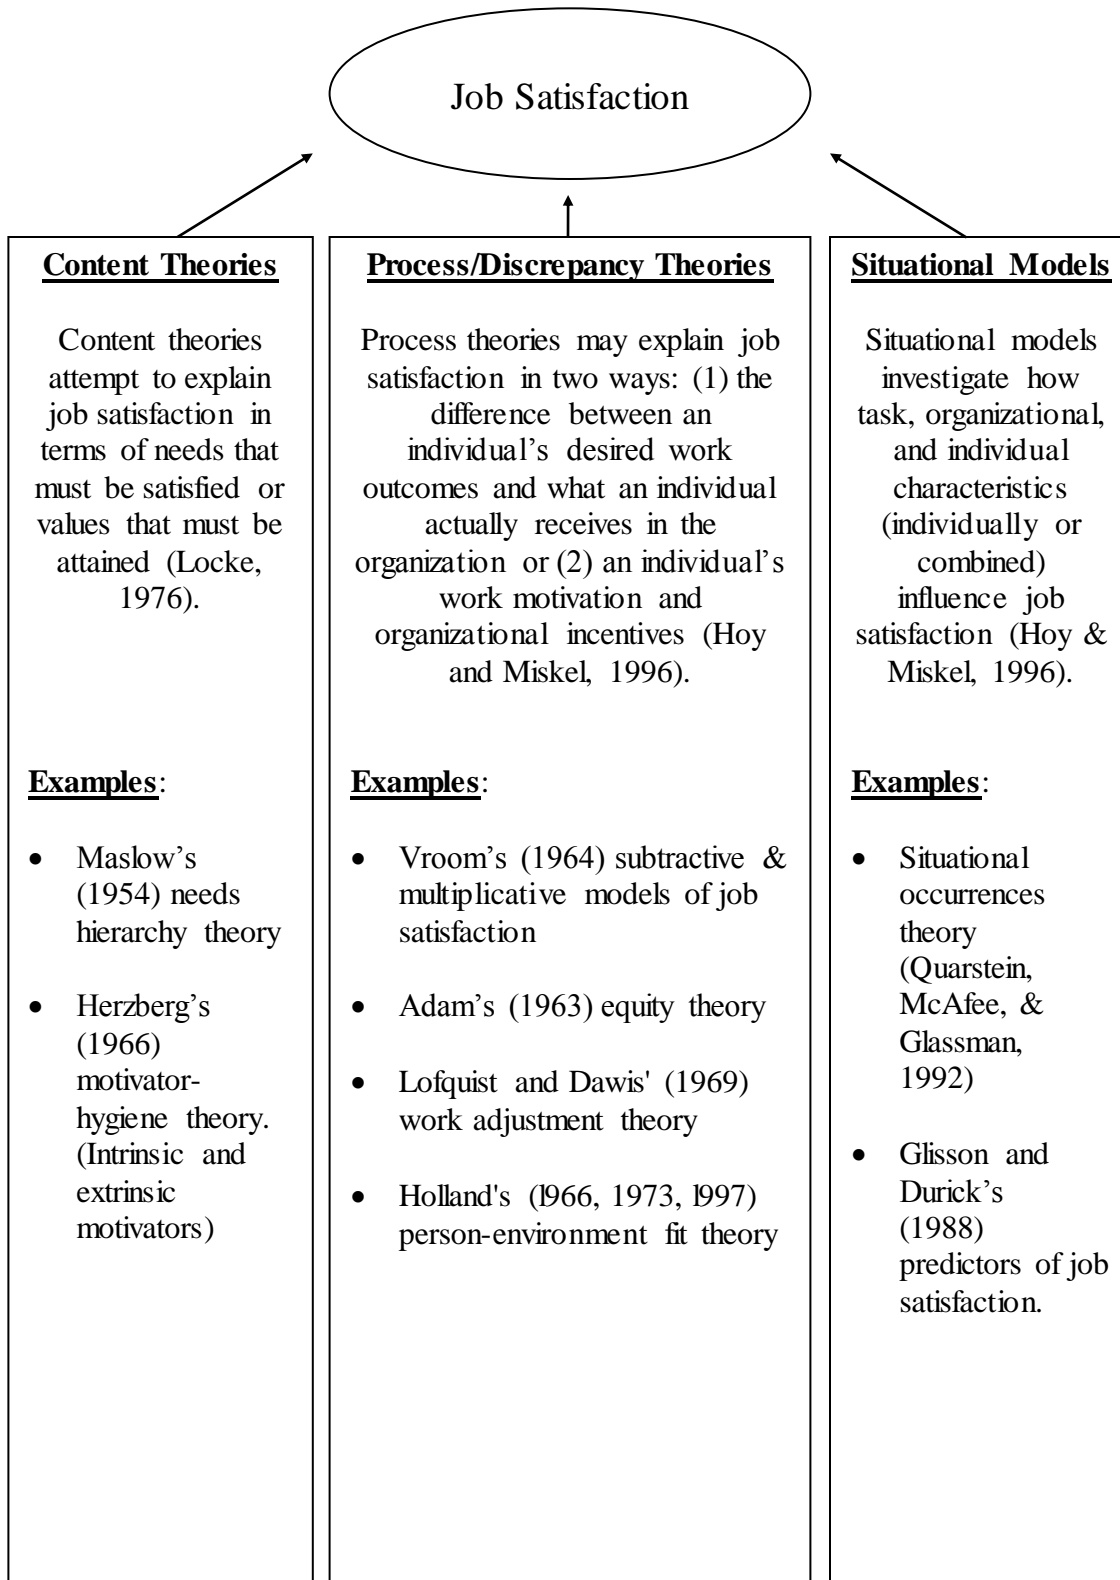 Job Satisfaction
Content Theories
Content theories
attempt to explain
job satisfaction in
terms of needs that
must be satisfied or
values that must be
attained (Locke,
1976).
Examples:
• Maslow's
(1954) needs
hierarchy theory
• Herzberg's
(1966)
motivator-
hygiene theory.
(Intrinsic and
extrinsic
motivators)
Process/Discrepancy Theories
Process theories may explain job
satisfaction in two ways: (1) the
difference between an
individual's desired work
outcomes and what an individual
actually receives in the
organization or (2) an individual's
work motivation and
organizational incentives (Hoy
and Miskel, 1996).
Examples:
• Vroom's (1964) subtractive &
multiplicative models of job
satisfaction
• Adam's (1963) equity theory
• Lofquist and Dawis' (1969)
work adjustment theory
• Holland's (l966, 1973, l997)
person-environment fit theory
Situational Models
Situational models
investigate how
task, organizational,
and individual
characteristics
(individually or
combined)
influence job
satisfaction (Hoy &
Miskel, 1996).
Examples:
• Situational
occurrences
theory
(Quarstein,
McAfee, &
Glassman,
1992)
• Glisson and
Durick's
(1988)
predictors of job
satisfaction.